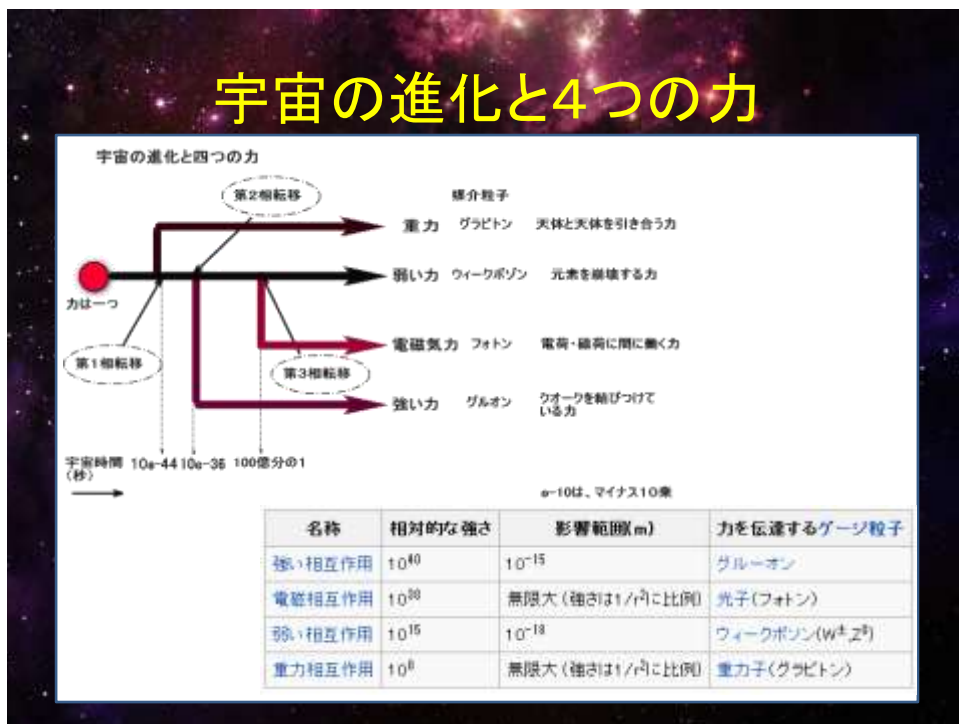 宇宙の進化と4つの力
宇宙の進化と四つの力
第2相転移
媒介粒子
重力 グラビトン 天体と天体を引き合う力
弱い力 ウィークボゾン 元素を崩壊する力
力は一つ
電磁気力 フォトン 電荷・磁荷に間に働く力
第1相転移
第3相転移
強い力 グルオン クオークを結びつけて
いる力
宇宙時間 10e-44 10e-36 100億分の1
(秒)
e-10は、マイナス10乗
名称 相対的な強さ 影響範囲(m) 力を伝達するゲージ粒子
強い相互作用 10⁴⁰ 10⁻¹⁵ グルーオン
電磁相互作用 10³⁸ 無限大(強さは1/r²に比例) 光子(フォトン)
弱い相互作用 10¹⁵ 10⁻¹⁸ ウィークボソン(W±,Z⁰)
重力相互作用 10⁰ 無限大(強さは1/r²に比例) 重力子(グラビトン)